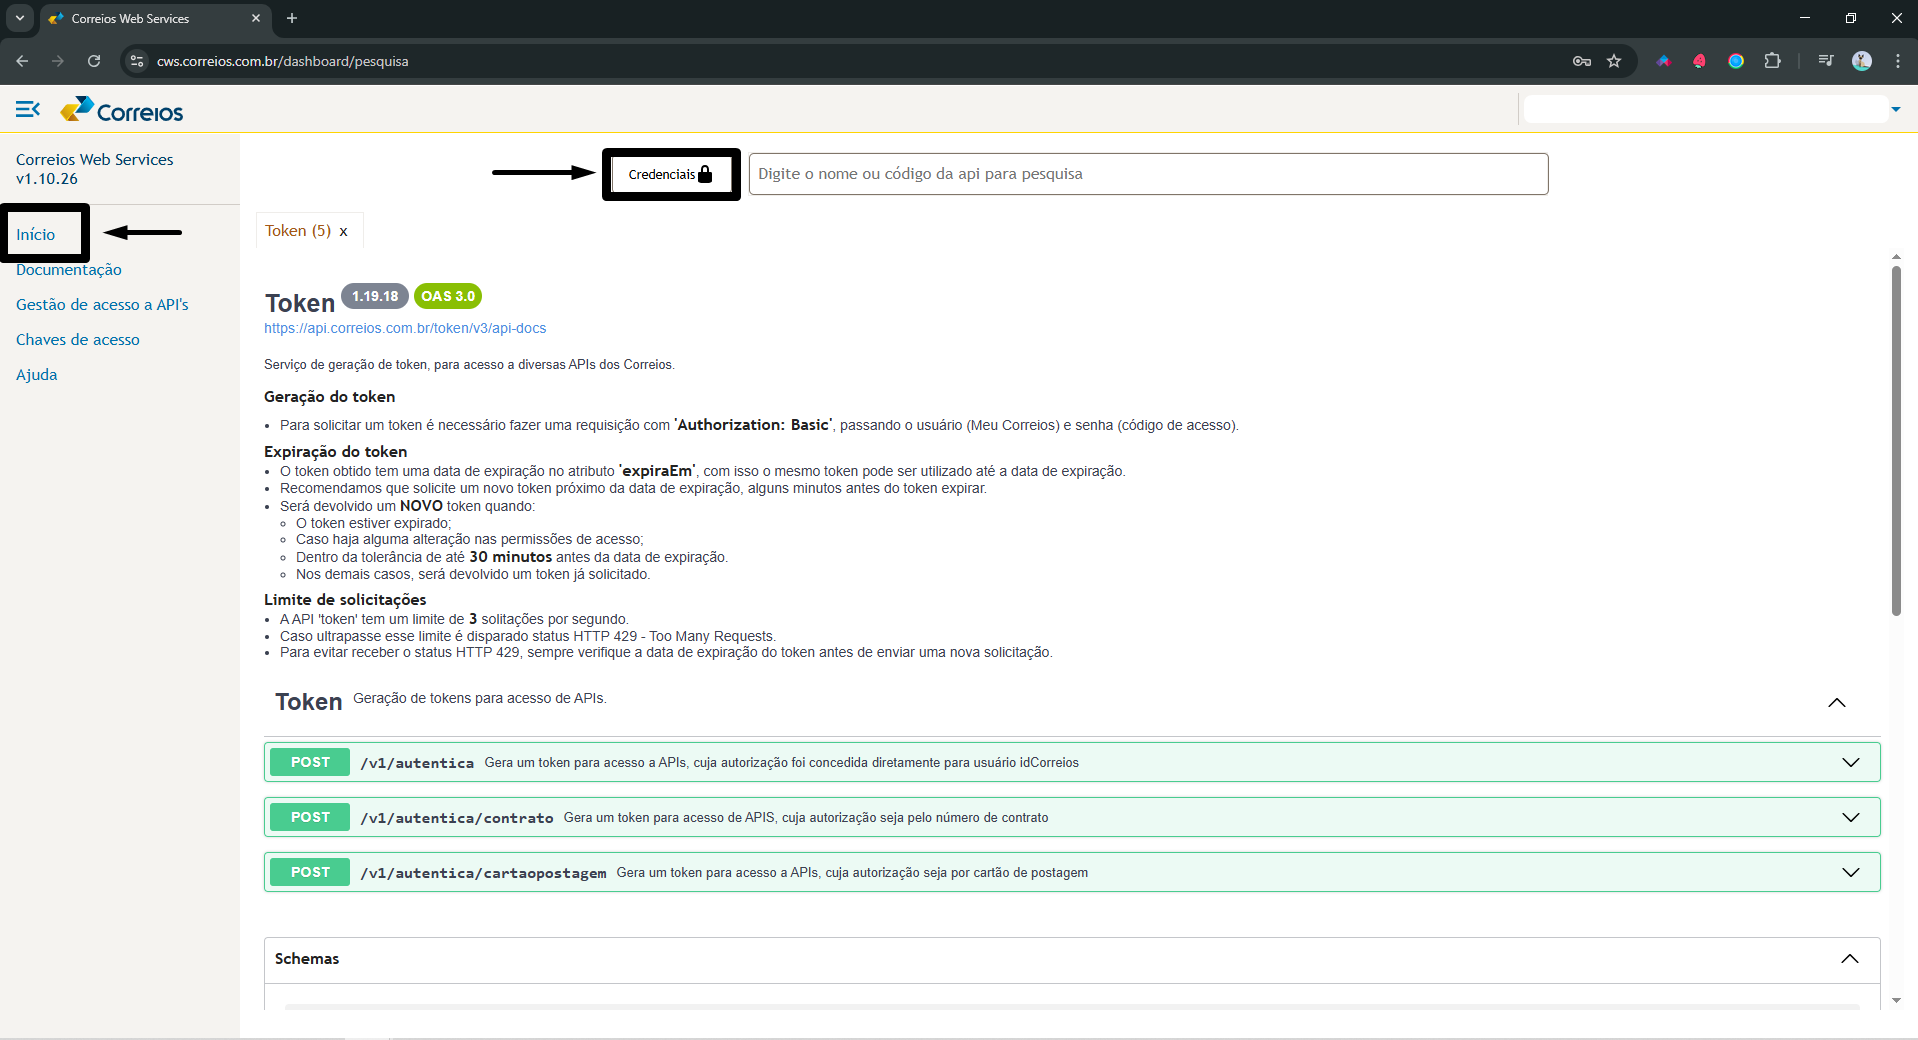 Correios Web Services
cws.correios.com.br/dashboard/pesquisa
Correios
Correios Web Services
v1.10.26
Credenciais
Digite o nome ou código da api para pesquisa
Início
Documentação
Gestão de acesso a API's
Chaves de acesso
Ajuda
Token (5) x
Token 1.19.18 OAS 3.0
https://api.correios.com.br/token/v3/api-docs
Serviço de geração de token, para acesso a diversas APIs dos Correios.
Geração do token
• Para solicitar um token é necessário fazer uma requisição com 'Authorization: Basic', passando o usuário (Meu Correios) e senha (código de acesso).
Expiração do token
• O token obtido tem uma data de expiração no atributo 'expiraEm', com isso o mesmo token pode ser utilizado até a data de expiração.
• Recomendamos que solicite um novo token próximo da data de expiração, alguns minutos antes do token expirar.
• Será devolvido um NOVO token quando:
◦ O token estiver expirado;
◦ Caso haja alguma alteração nas permissões de acesso;
◦ Dentro da tolerância de até 30 minutos antes da data de expiração.
◦ Nos demais casos, será devolvido um token já solicitado.
Limite de solicitações
• A API 'token' tem um limite de 3 solitações por segundo.
• Caso ultrapasse esse limite é disparado status HTTP 429 - Too Many Requests.
• Para evitar receber o status HTTP 429, sempre verifique a data de expiração do token antes de enviar uma nova solicitação.
Token Geração de tokens para acesso de APIs.
POST /v1/autentica Gera um token para acesso a APIs, cuja autorização foi concedida diretamente para usuário idCorreios
POST /v1/autentica/contrato Gera um token para acesso de APIS, cuja autorização seja pelo número de contrato
POST /v1/autentica/cartaopostagem Gera um token para acesso a APIs, cuja autorização seja por cartão de postagem
Schemas